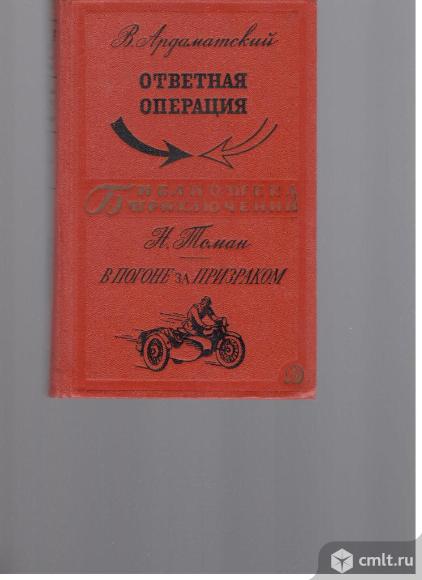 В. Ардаматский
ОТВЕТНАЯ
ОПЕРАЦИЯ
БИБЛИОТЕКА
ПРИКЛЮЧЕНИЙ
Н. Томан
В ПОГОНЕ ЗА ПРИЗРАКОМ
cmlt.ru